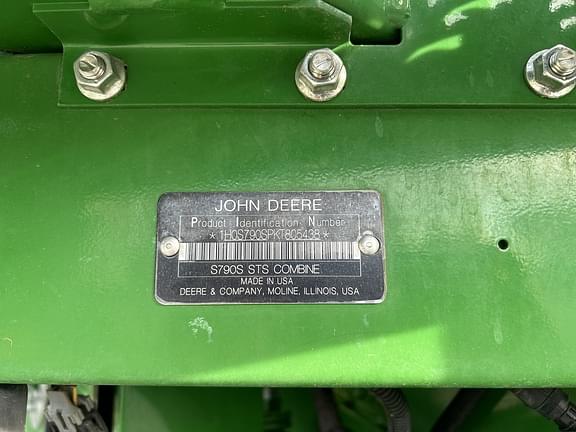 JOHN DEERE
Product Identification Number
*1H0S790SPKT805438*
S790S STS COMBINE
MADE IN USA
DEERE & COMPANY, MOLINE, ILLINOIS, USA